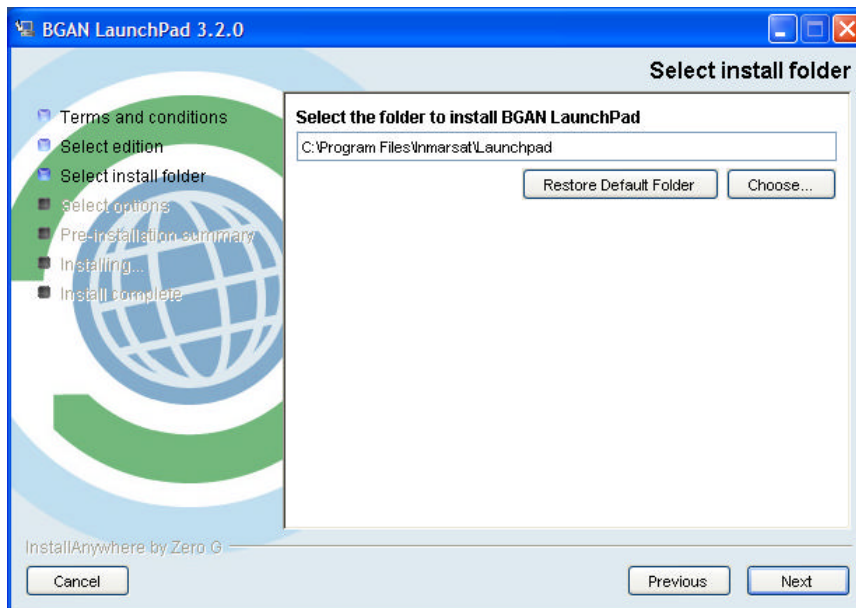 BGAN LaunchPad 3.2.0
Select install folder
Terms and conditions
Select edition
Select install folder
Select options
Pre-installation summary
Installing...
Install complete
Select the folder to install BGAN LaunchPad
C:\Program Files\Inmarsat\Launchpad
Restore Default Folder
Choose...
InstallAnywhere by Zero G
Cancel
Previous
Next